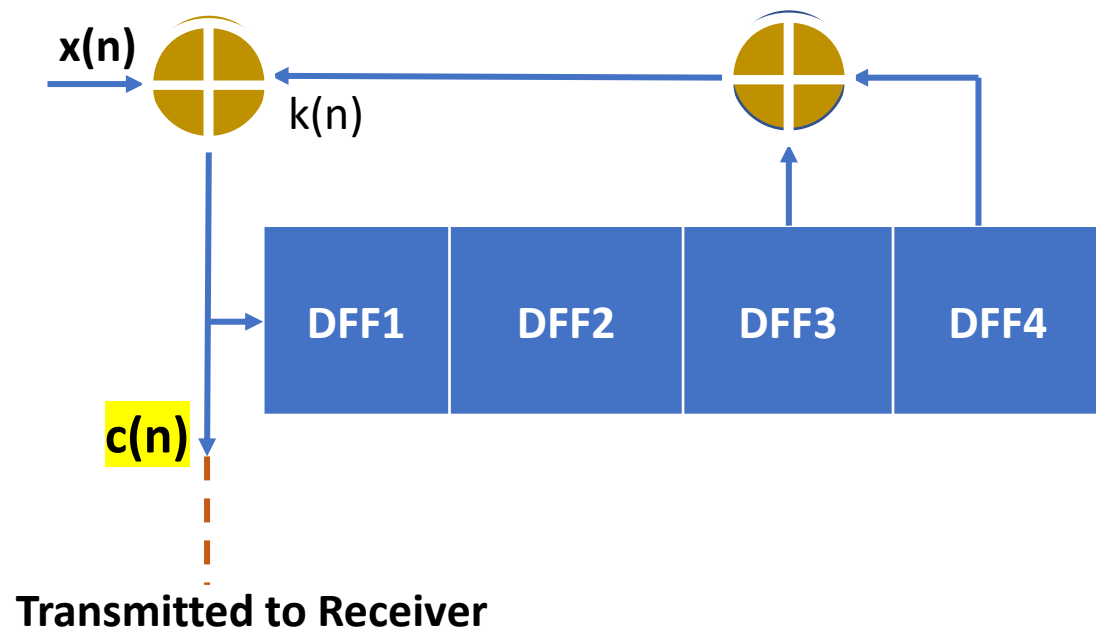 x(n)
k(n)
DFF1 DFF2 DFF3 DFF4
c(n)
Transmitted to Receiver